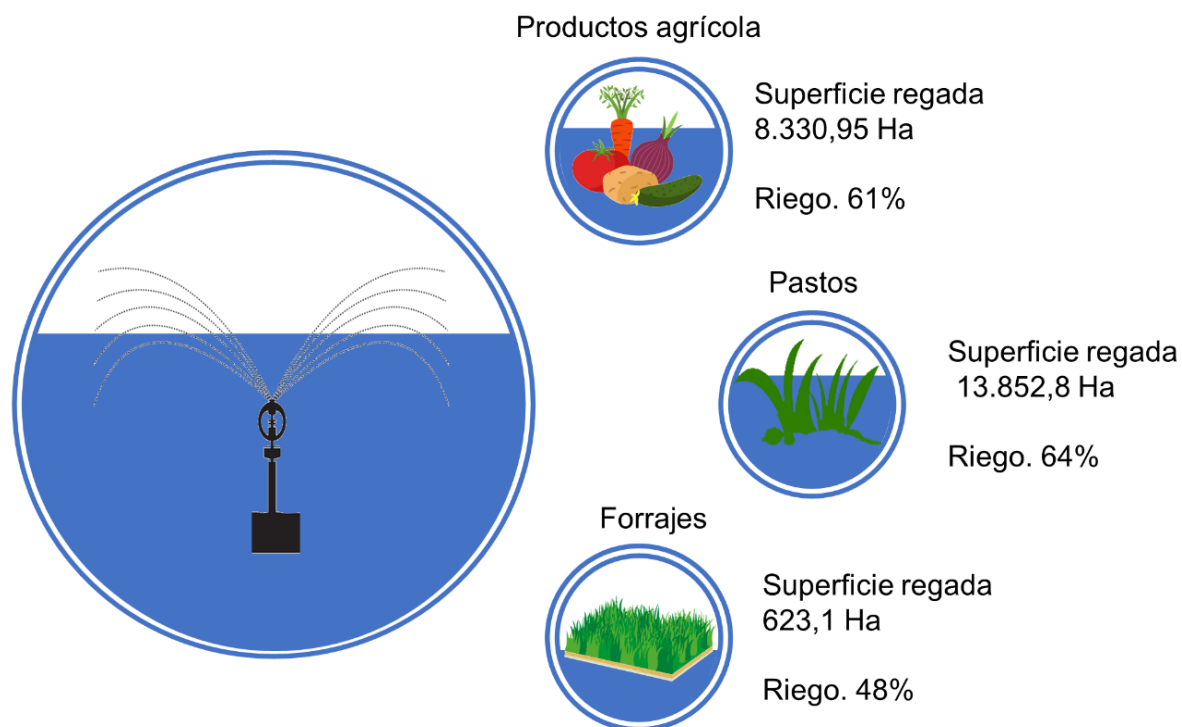 Productos agrícola
Superficie regada
8.330,95 Ha
Riego. 61%
Pastos
Superficie regada
13.852,8 Ha
Riego. 64%
Forrajes
Superficie regada
623,1 Ha
Riego. 48%